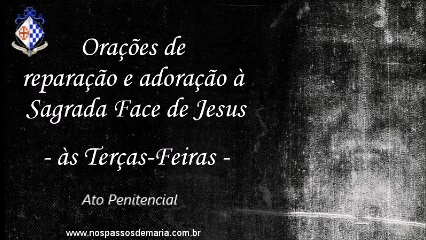 Orações de
reparação e adoração à
Sagrada Face de Jesus
- às Terças-Feiras -
Ato Penitencial
www.nospassosdemaria.com.br